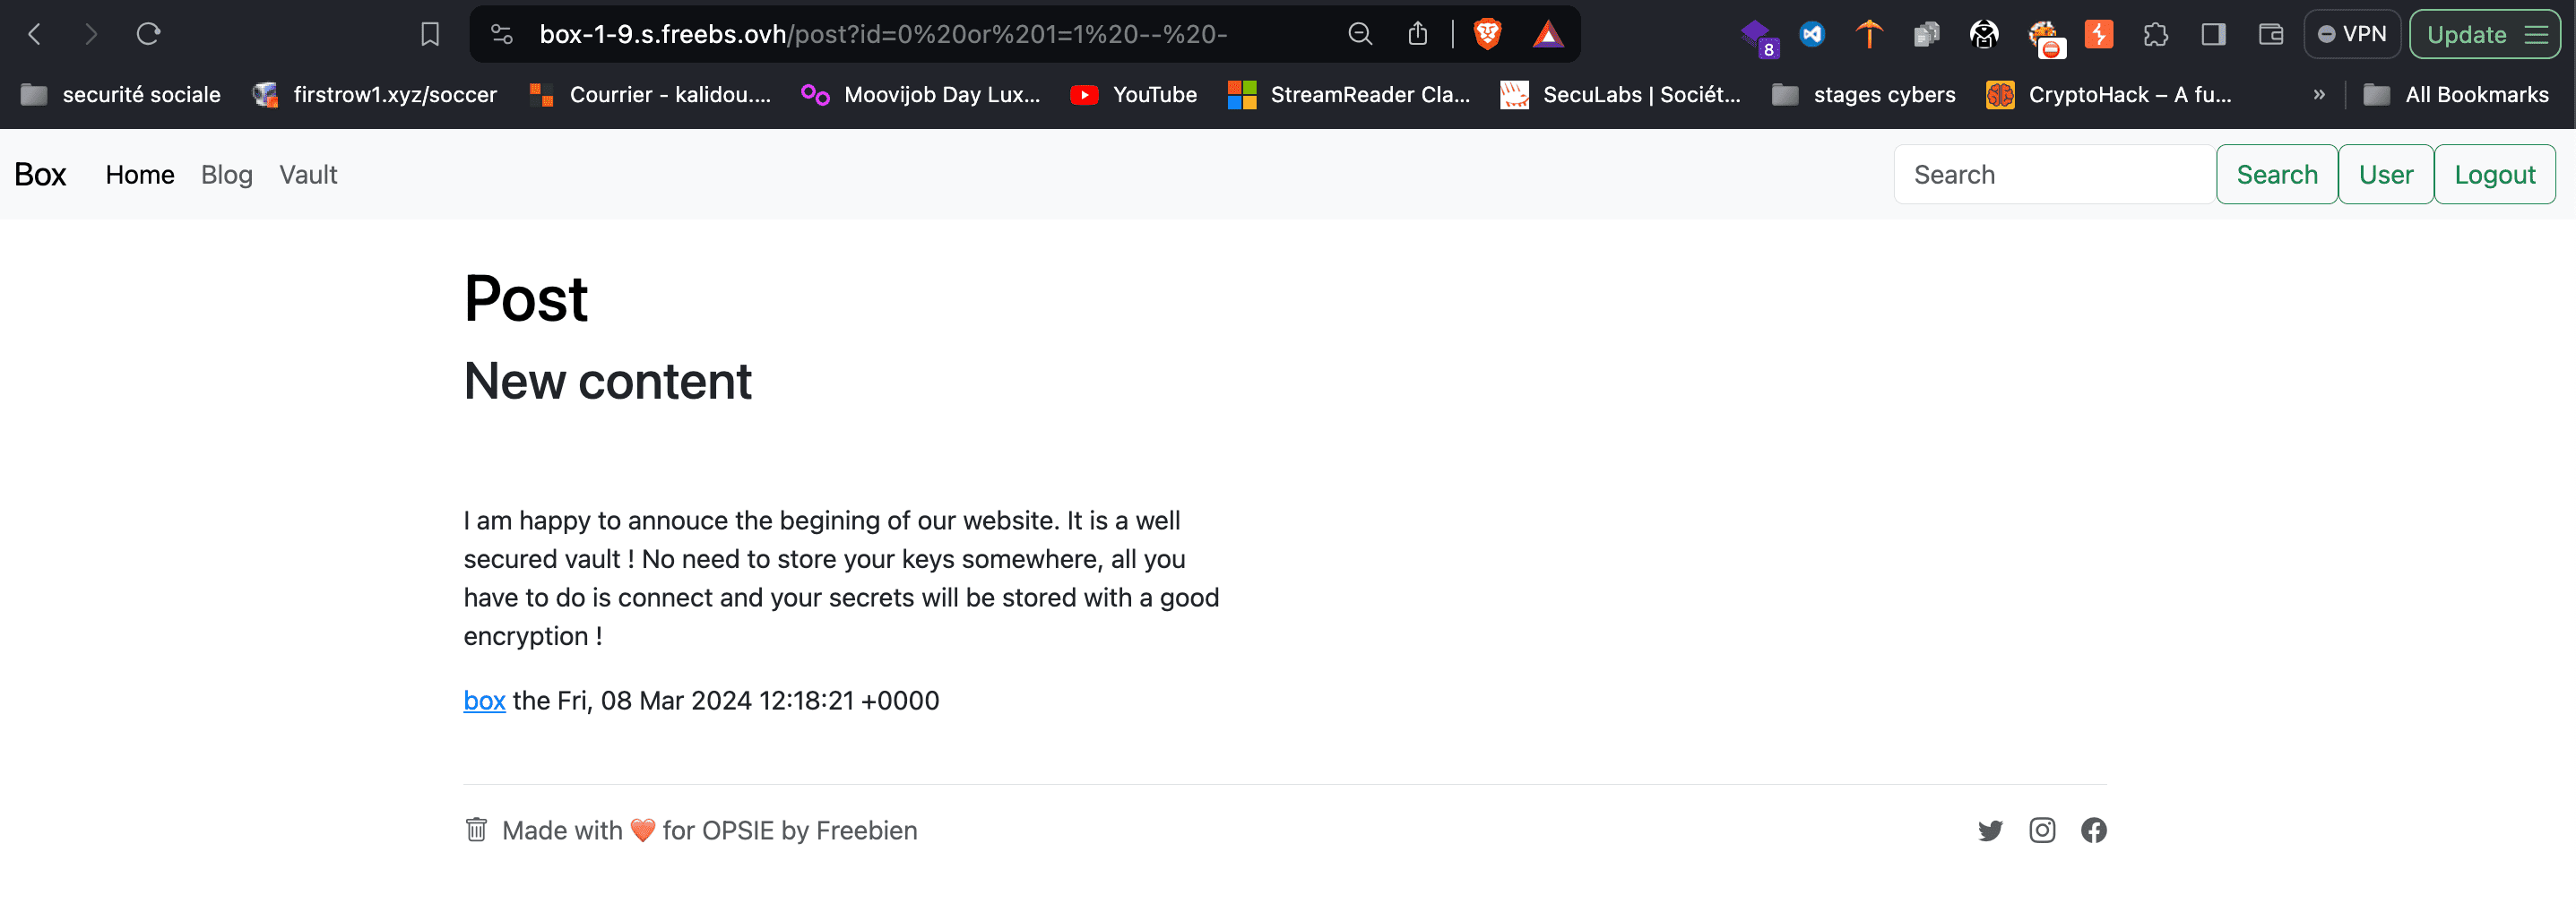 box-1-9.s.freebs.ovh/post?id=0%20or%201=1%20--%20-
8
VPN
Update
securité sociale
firstrow1.xyz/soccer
Courrier - kalidou....
Moovijob Day Lux...
YouTube
StreamReader Cla...
SecuLabs | Sociét...
stages cybers
CryptoHack – A fu...
»
All Bookmarks
Box
Home
Blog
Vault
Search
Search
User
Logout
Post
New content
I am happy to annouce the begining of our website. It is a well
secured vault ! No need to store your keys somewhere, all you
have to do is connect and your secrets will be stored with a good
encryption !
box the Fri, 08 Mar 2024 12:18:21 +0000
Made with ❤️ for OPSIE by Freebien